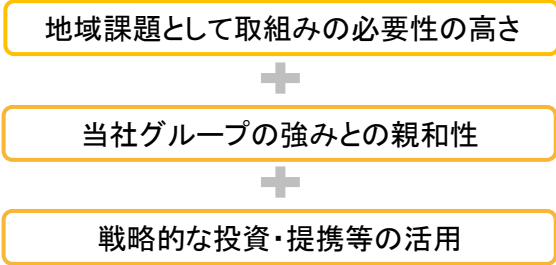 地域課題として取組みの必要性の高さ
当社グループの強みとの親和性
戦略的な投資・提携等の活用